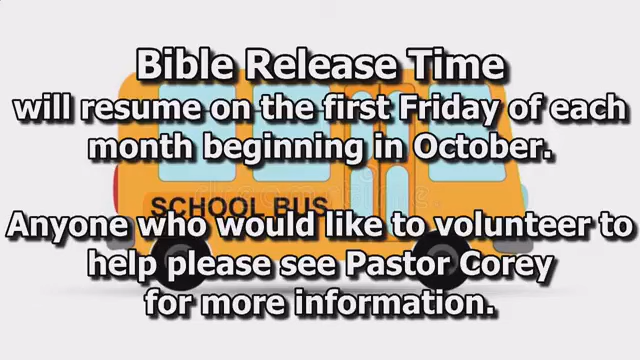 Bible Release Time
will resume on the first Friday of each
month beginning in October.
SCHOOL BUS
Anyone who would like to volunteer to
help please see Pastor Corey
for more information.